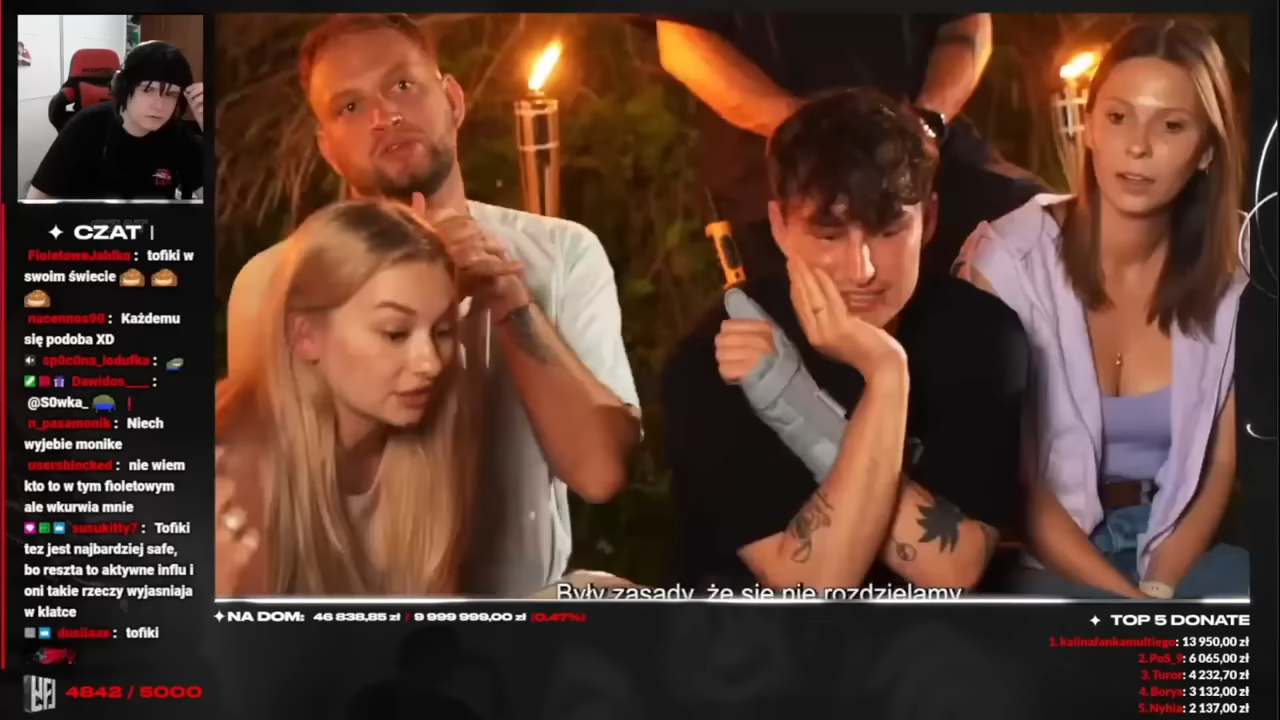 CZAT
FioletoweJablko: tofiki w
swoim świecie
nacennos90: Każdemu
się podoba XD
sp0c0na_lodufka:
Dawidos___:
@S0wka_
n_pasamonik: Niech
wyjebie monike
usersblocked: nie wiem
kto to w tym fioletowym
ale wkurwia mnie
susukitty7: Tofiki
tez jest najbardziej safe,
bo reszta to aktywne influ i
oni takie rzeczy wyjasniaja
w klatce
: tofiki
4842 / 5000
Były zasady, że się nie rozdzielamy
NA DOM: 46 838,85 zł / 9 999 999,00 zł (0.47%)
TOP 5 DONATE
1. kalinafankamultiego: 13 950,00 zł
2. PoS_9: 6 065,00 zł
3. Turor: 4 232,70 zł
4. Borys: 3 132,00 zł
5. Nyhia: 2 137,00 zł